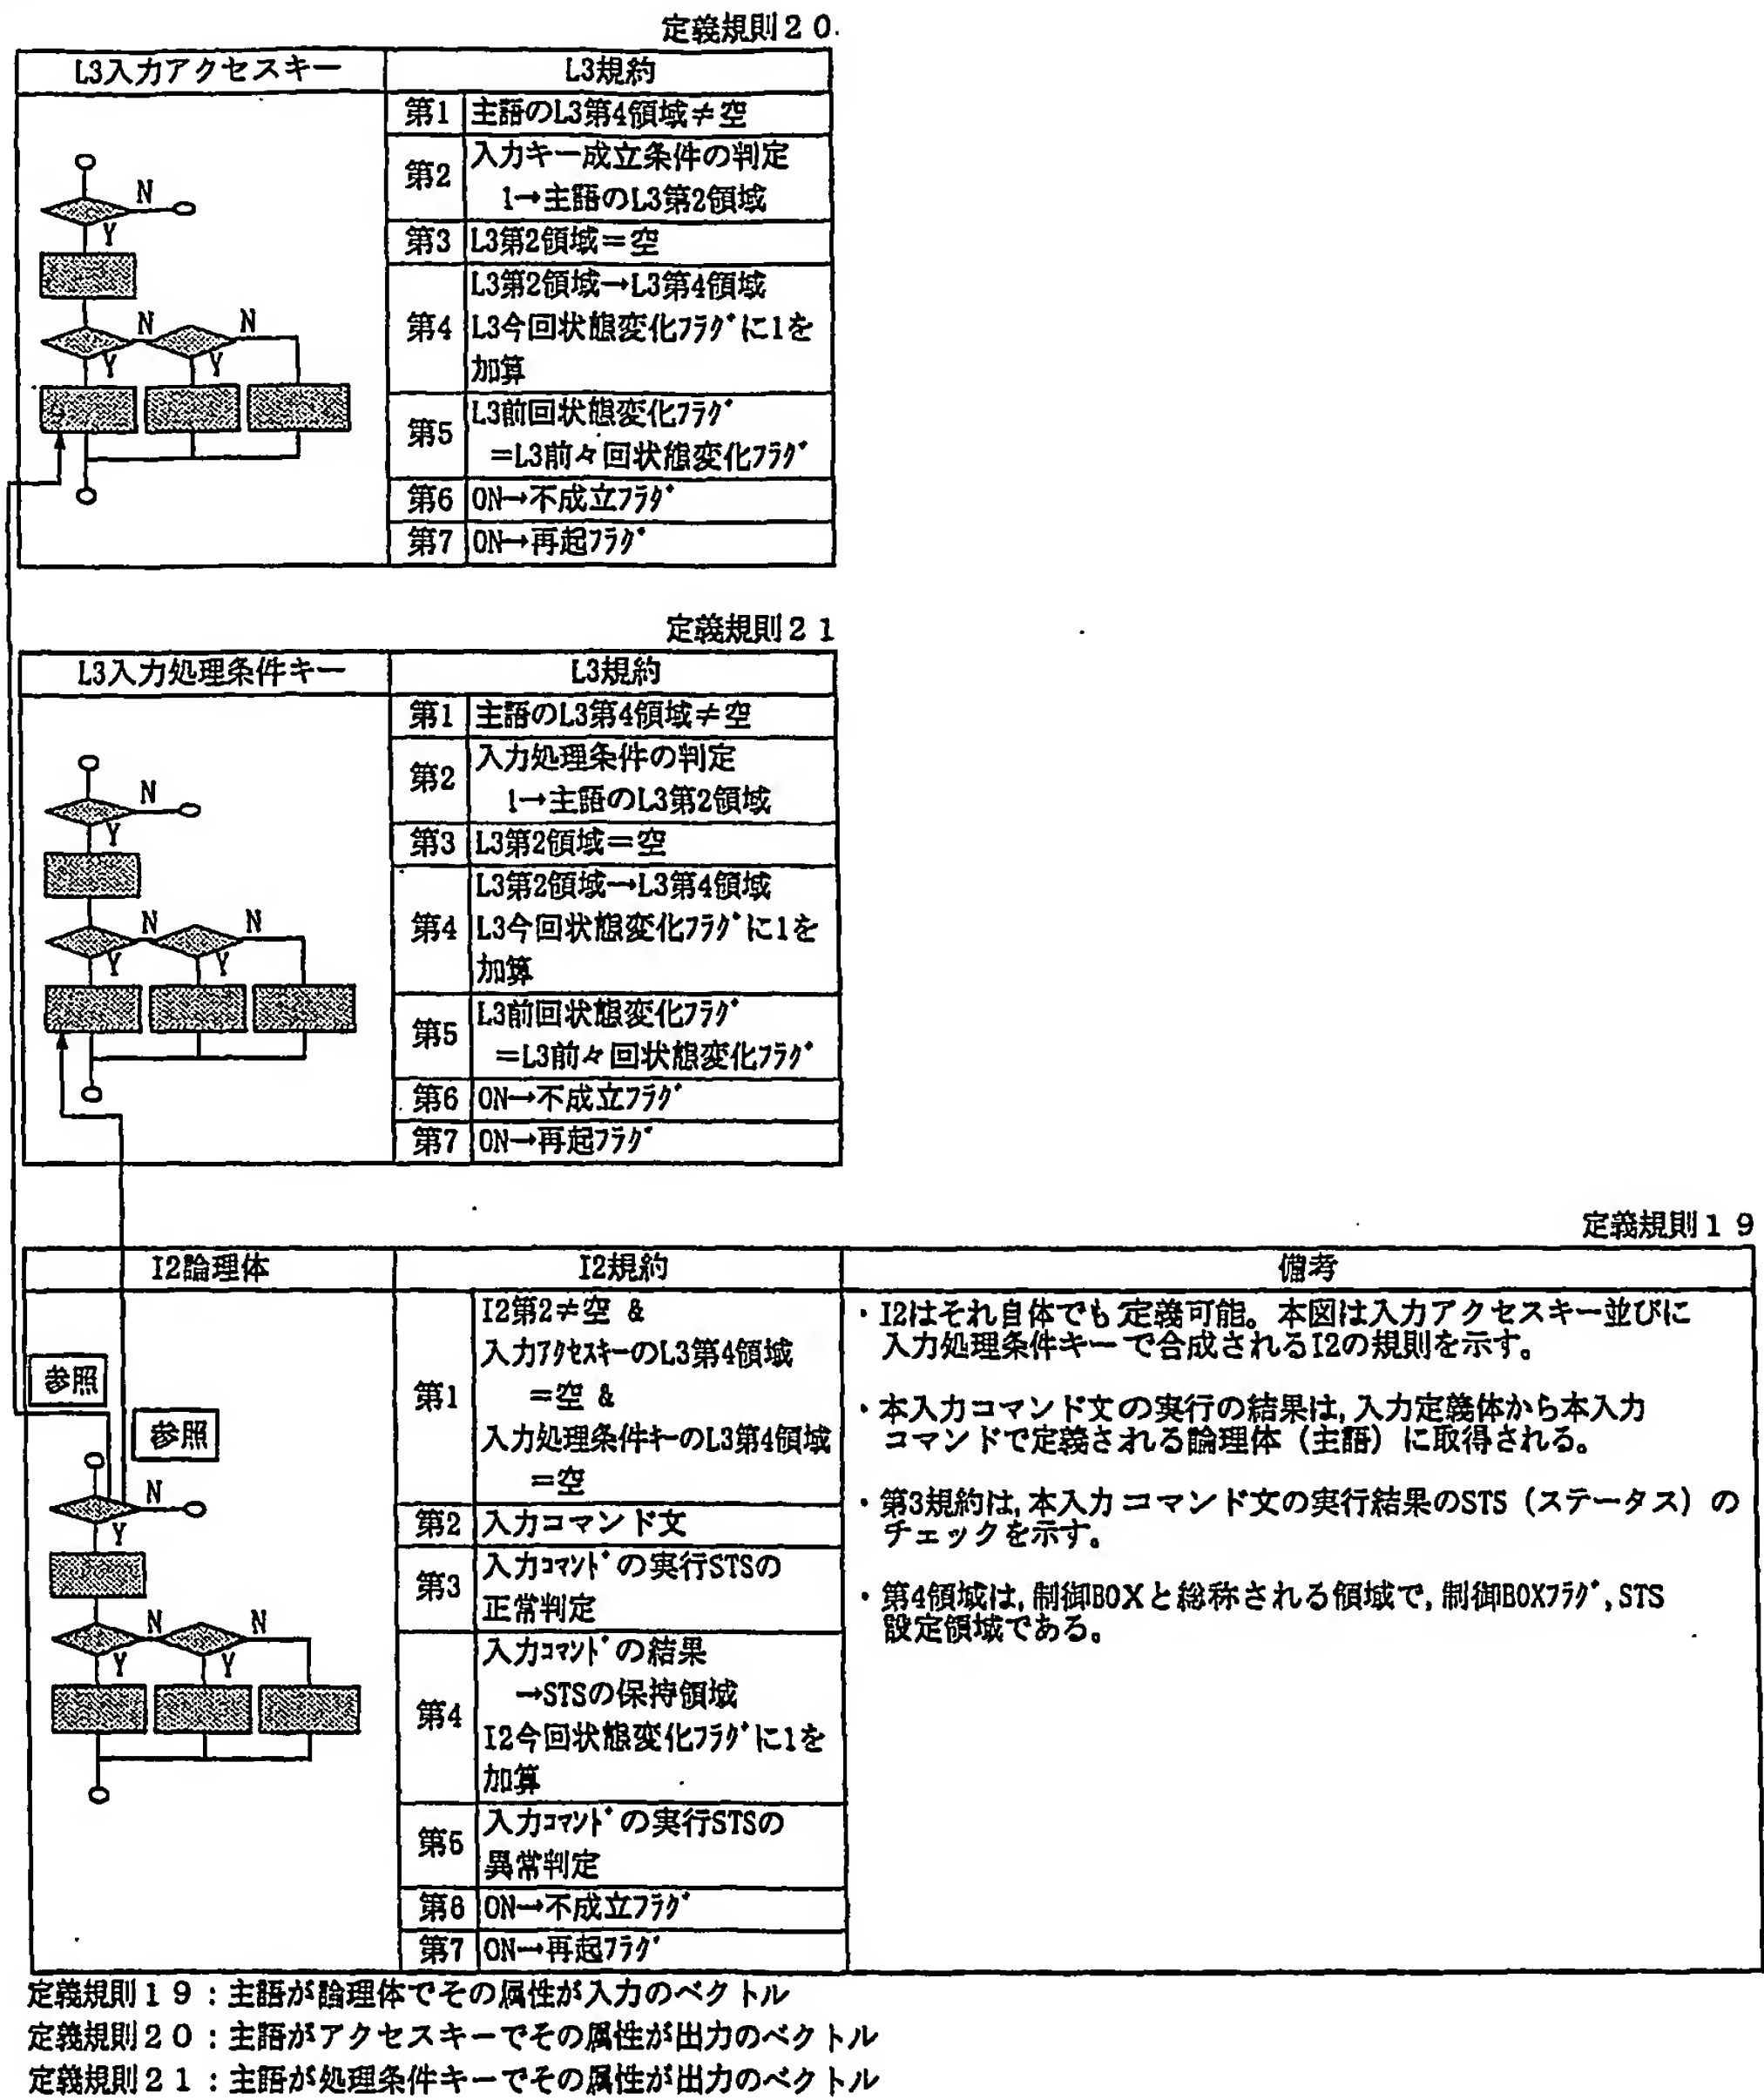 定義規則20.
L3入力アクセスキー
L3規約
第1 主語のL3第4領域≠空
第2 入力キー成立条件の判定
1→主語のL3第2領域
第3 L3第2領域＝空
第4 L3第2領域→L3第4領域
L3今回状態変化ﾌﾗｸﾞに1を
加算
第5 L3前回状態変化ﾌﾗｸﾞ
＝L3前々回状態変化ﾌﾗｸﾞ
第6 ON→不成立ﾌﾗｸﾞ
第7 ON→再起ﾌﾗｸﾞ
N
Y
N
N
Y
Y
定義規則21
L3入力処理条件キー
L3規約
第1 主語のL3第4領域≠空
第2 入力処理条件の判定
1→主語のL3第2領域
第3 L3第2領域＝空
第4 L3第2領域→L3第4領域
L3今回状態変化ﾌﾗｸﾞに1を
加算
第5 L3前回状態変化ﾌﾗｸﾞ
＝L3前々回状態変化ﾌﾗｸﾞ
第6 ON→不成立ﾌﾗｸﾞ
第7 ON→再起ﾌﾗｸﾞ
N
Y
N
N
Y
Y
定義規則19
I2論理体
I2規約
備考
第1 I2第2≠空 &
入力ｱｸｾｽｷｰのL3第4領域
＝空 &
入力処理条件ｷｰのL3第4領域
＝空
第2 入力コマンド文
第3 入力ｺﾏﾝﾄﾞの実行STSの
正常判定
第4 入力ｺﾏﾝﾄﾞの結果
→STSの保持領域
I2今回状態変化ﾌﾗｸﾞに1を
加算
第5 入力ｺﾏﾝﾄﾞの実行STSの
異常判定
第6 ON→不成立ﾌﾗｸﾞ
第7 ON→再起ﾌﾗｸﾞ
参照
参照
N
Y
N
N
Y
Y
・I2はそれ自体でも定義可能。本図は入力アクセスキー並びに
入力処理条件キーで合成されるI2の規則を示す。
・本入力コマンド文の実行の結果は,入力定義体から本入力
コマンドで定義される論理体（主語）に取得される。
・第3規約は,本入力コマンド文の実行結果のSTS（ステータス）の
チェックを示す。
・第4領域は,制御BOXと総称される領域で,制御BOXﾌﾗｸﾞ,STS
設定領域である。
定義規則19：主語が論理体でその属性が入力のベクトル
定義規則20：主語がアクセスキーでその属性が出力のベクトル
定義規則21：主語が処理条件キーでその属性が出力のベクトル